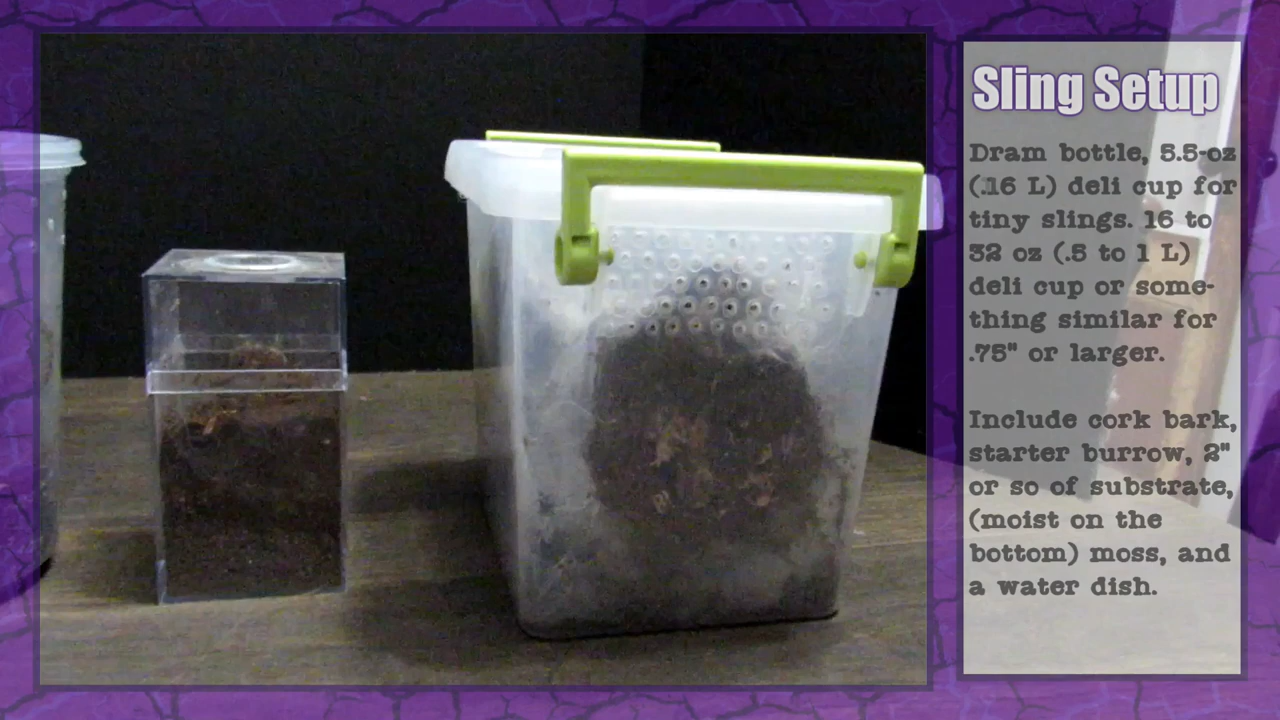 Sling Setup
Dram bottle, 5.5-oz
(.16 L) deli cup for
tiny slings. 16 to
32 oz (.5 to 1 L)
deli cup or some-
thing similar for
.75" or larger.
Include cork bark,
starter burrow, 2"
or so of substrate,
(moist on the
bottom) moss, and
a water dish.